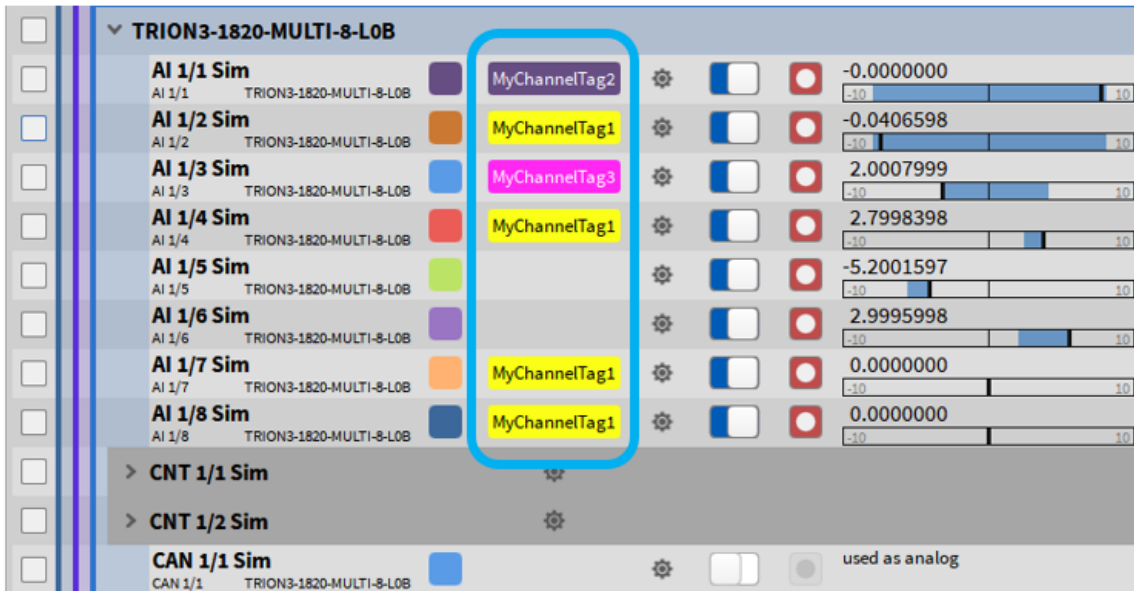 TRION3-1820-MULTI-8-L0B
AI 1/1 Sim MyChannelTag2 -0.0000000
AI 1/1 TRION3-1820-MULTI-8-L0B -10 10
AI 1/2 Sim MyChannelTag1 -0.0406598
AI 1/2 TRION3-1820-MULTI-8-L0B -10 10
AI 1/3 Sim MyChannelTag3 2.0007999
AI 1/3 TRION3-1820-MULTI-8-L0B -10 10
AI 1/4 Sim MyChannelTag1 2.7998398
AI 1/4 TRION3-1820-MULTI-8-L0B -10 10
AI 1/5 Sim -5.2001597
AI 1/5 TRION3-1820-MULTI-8-L0B -10 10
AI 1/6 Sim 2.9995998
AI 1/6 TRION3-1820-MULTI-8-L0B -10 10
AI 1/7 Sim MyChannelTag1 0.0000000
AI 1/7 TRION3-1820-MULTI-8-L0B -10 10
AI 1/8 Sim MyChannelTag1 0.0000000
AI 1/8 TRION3-1820-MULTI-8-L0B -10 10
CNT 1/1 Sim
CNT 1/2 Sim
CAN 1/1 Sim used as analog
CAN 1/1 TRION3-1820-MULTI-8-L0B